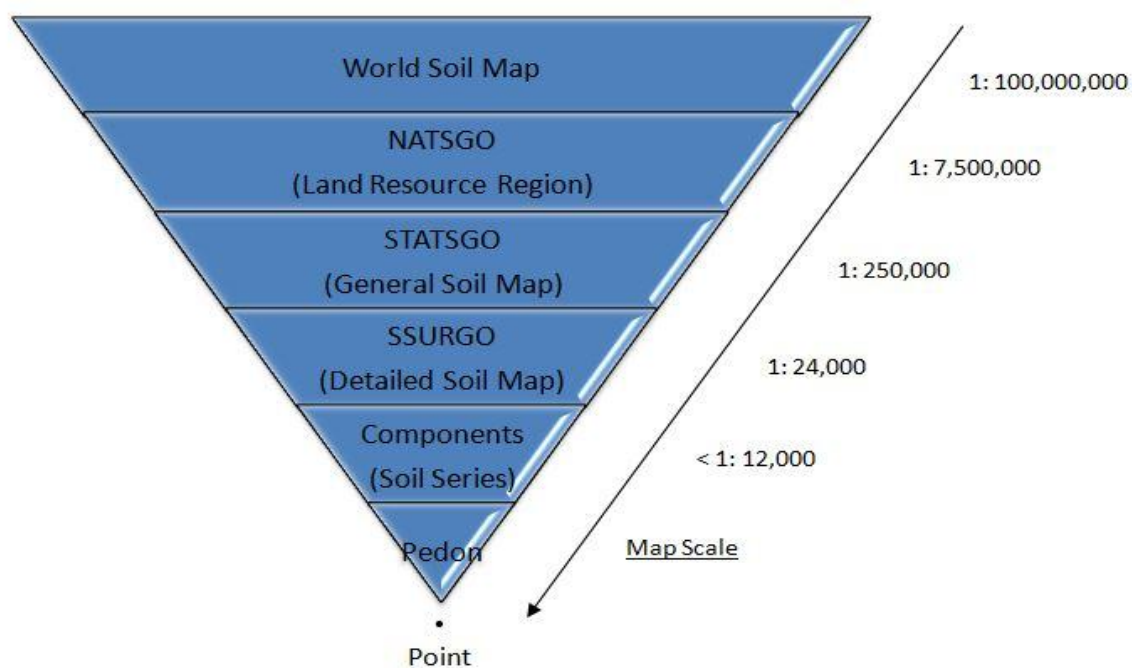 World Soil Map
1: 100,000,000
NATSGO
(Land Resource Region)
1: 7,500,000
STATSGO
(General Soil Map)
1: 250,000
SSURGO
(Detailed Soil Map)
1: 24,000
Components
(Soil Series)
< 1: 12,000
Pedon
Map Scale
Point